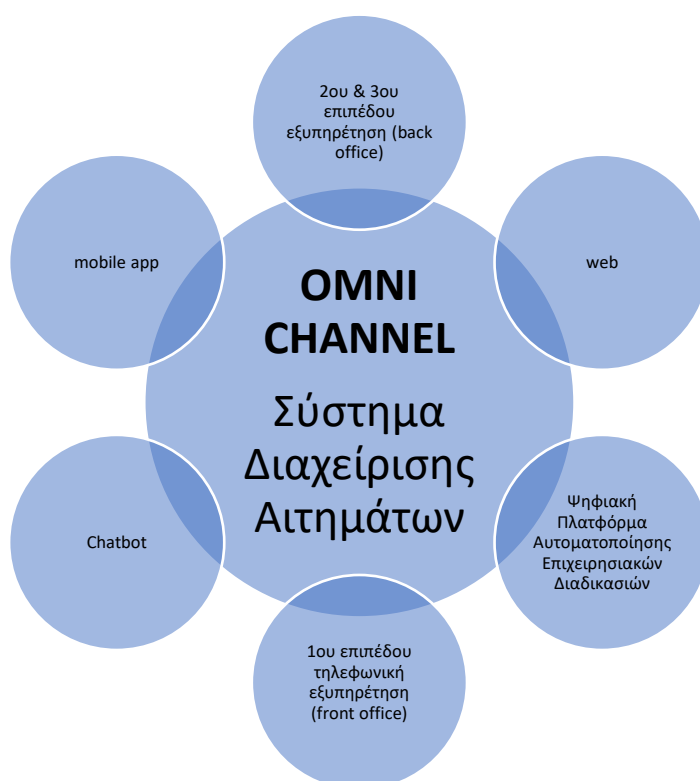 2ου & 3ου
επιπέδου
εξυπηρέτηση (back
office)
mobile app
web
OMNI
CHANNEL
Σύστημα
Διαχείρισης
Αιτημάτων
Chatbot
Ψηφιακή
Πλατφόρμα
Αυτοματοποίησης
Επιχειρησιακών
Διαδικασιών
1ου επιπέδου
τηλεφωνική
εξυπηρέτηση
(front office)